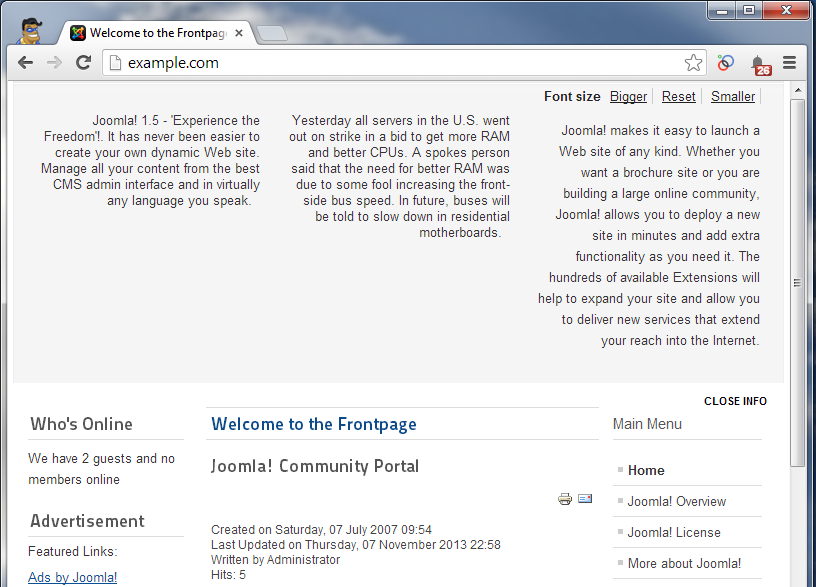 Welcome to the Frontpag
example.com
26
Font size Bigger Reset Smaller
Joomla! 1.5 - 'Experience the
Freedom'!. It has never been easier to
create your own dynamic Web site.
Manage all your content from the best
CMS admin interface and in virtually
any language you speak.
Yesterday all servers in the U.S. went
out on strike in a bid to get more RAM
and better CPUs. A spokes person
said that the need for better RAM was
due to some fool increasing the front-
side bus speed. In future, buses will
be told to slow down in residential
motherboards.
Joomla! makes it easy to launch a
Web site of any kind. Whether you
want a brochure site or you are
building a large online community,
Joomla! allows you to deploy a new
site in minutes and add extra
functionality as you need it. The
hundreds of available Extensions will
help to expand your site and allow you
to deliver new services that extend
your reach into the Internet.
CLOSE INFO
Who's Online
We have 2 guests and no
members online
Advertisement
Featured Links:
Ads by Joomla!
Welcome to the Frontpage
Joomla! Community Portal
Created on Saturday, 07 July 2007 09:54
Last Updated on Thursday, 07 November 2013 22:58
Written by Administrator
Hits: 5
Main Menu
Home
Joomla! Overview
Joomla! License
More about Joomla!